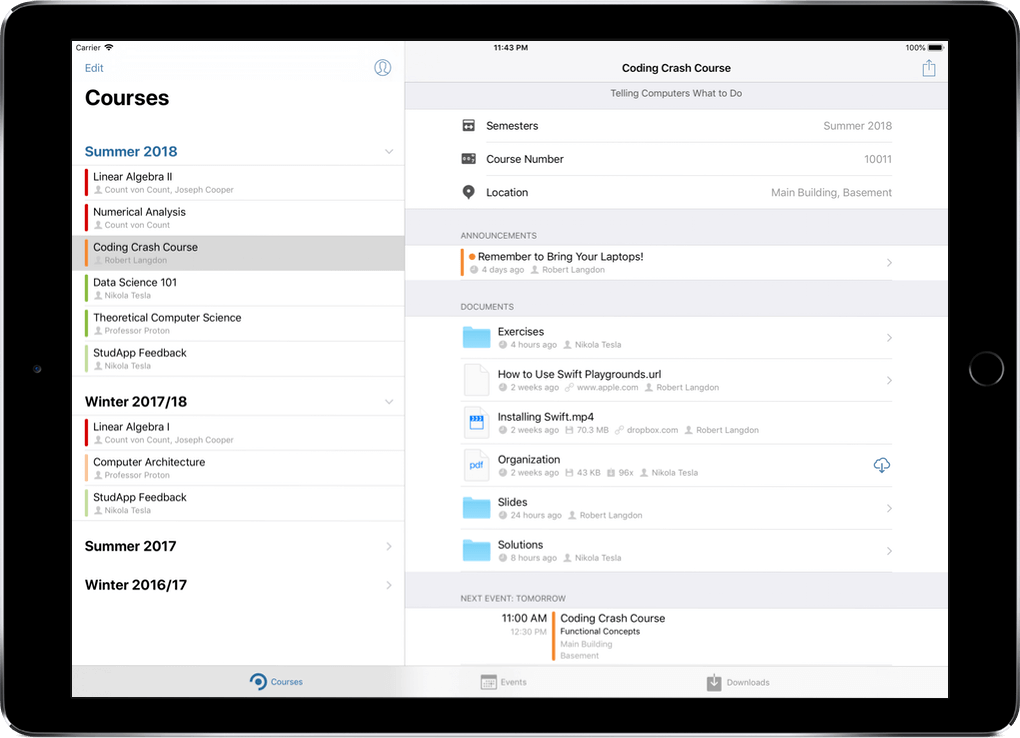 Carrier
11:43 PM
100%
Edit
Courses
Summer 2018
Linear Algebra II
Count von Count, Joseph Cooper
Numerical Analysis
Count von Count
Coding Crash Course
Robert Langdon
Data Science 101
Nikola Tesla
Theoretical Computer Science
Professor Proton
StudApp Feedback
Nikola Tesla
Winter 2017/18
Linear Algebra I
Count von Count, Joseph Cooper
Computer Architecture
Professor Proton
StudApp Feedback
Nikola Tesla
Summer 2017
Winter 2016/17
Coding Crash Course
Telling Computers What to Do
Semesters Summer 2018
Course Number 10011
Location Main Building, Basement
ANNOUNCEMENTS
Remember to Bring Your Laptops!
4 days ago Robert Langdon
DOCUMENTS
Exercises
4 hours ago Nikola Tesla
How to Use Swift Playgrounds.url
2 weeks ago www.apple.com Robert Langdon
Installing Swift.mp4
2 weeks ago 70.3 MB dropbox.com Robert Langdon
pdf
Organization
2 weeks ago 43 KB 96x Nikola Tesla
Slides
24 hours ago Robert Langdon
Solutions
8 hours ago Nikola Tesla
NEXT EVENT: TOMORROW
11:00 AM Coding Crash Course
12:30 PM Functional Concepts
Main Building
Basement
Courses
Events
Downloads